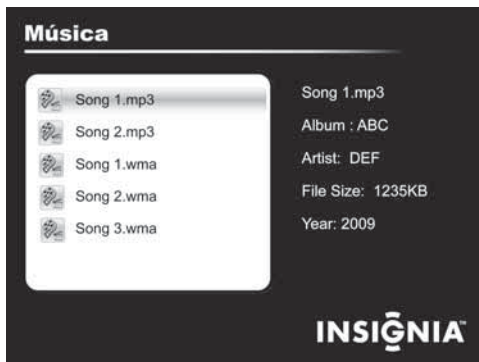 Música
Song 1.mp3
Song 2.mp3
Song 1.wma
Song 2.wma
Song 3.wma
Song 1.mp3
Album : ABC
Artist: DEF
File Size: 1235KB
Year: 2009
INSIGNIA™